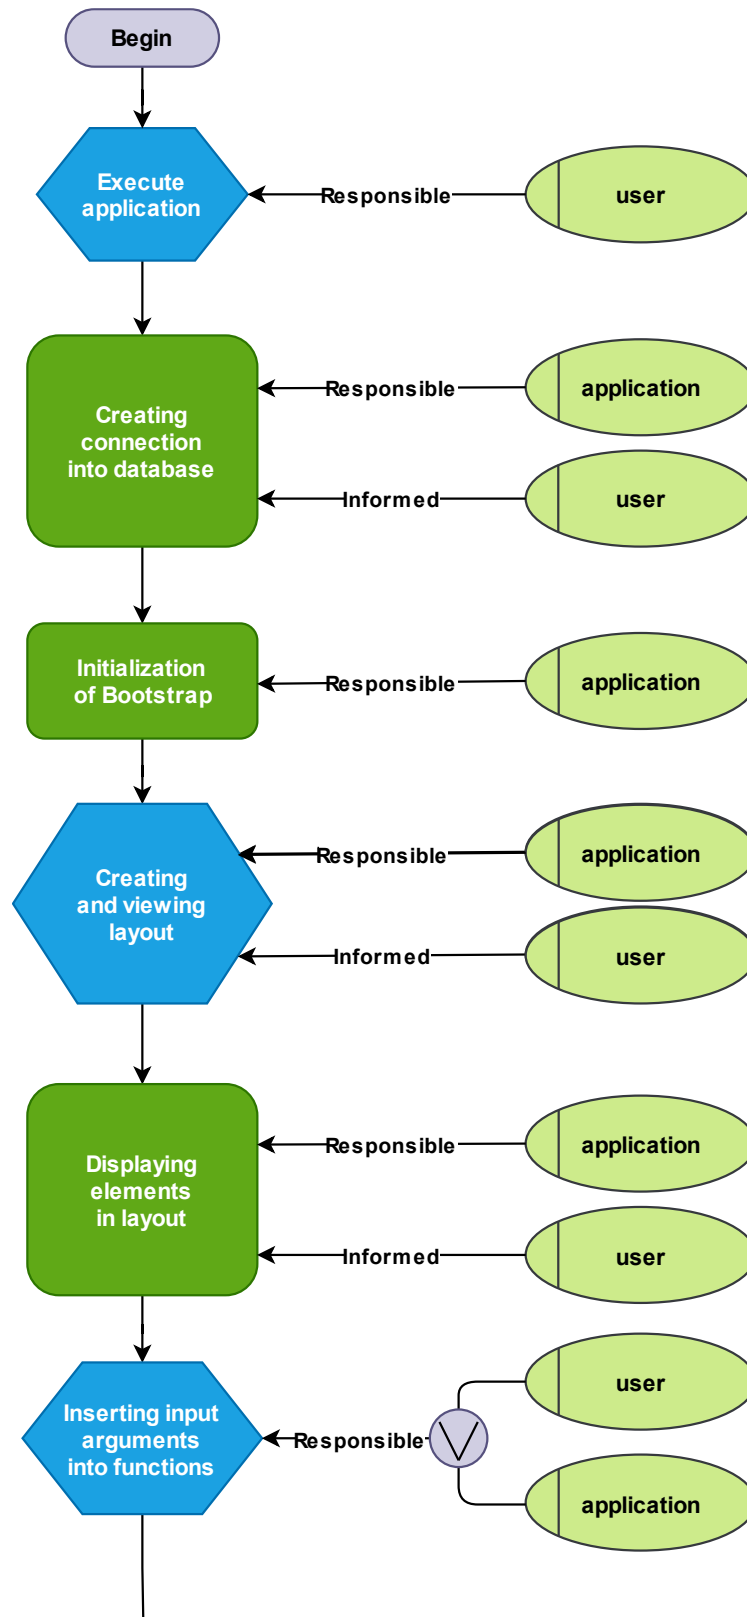 Begin
Execute
application
Responsible
user
Creating
connection
into database
Responsible
application
Informed
user
Initialization
of Bootstrap
Responsible
application
Creating
and viewing
layout
Responsible
application
Informed
user
Displaying
elements
in layout
Responsible
application
Informed
user
Inserting input
arguments
into functions
Responsible
user
application